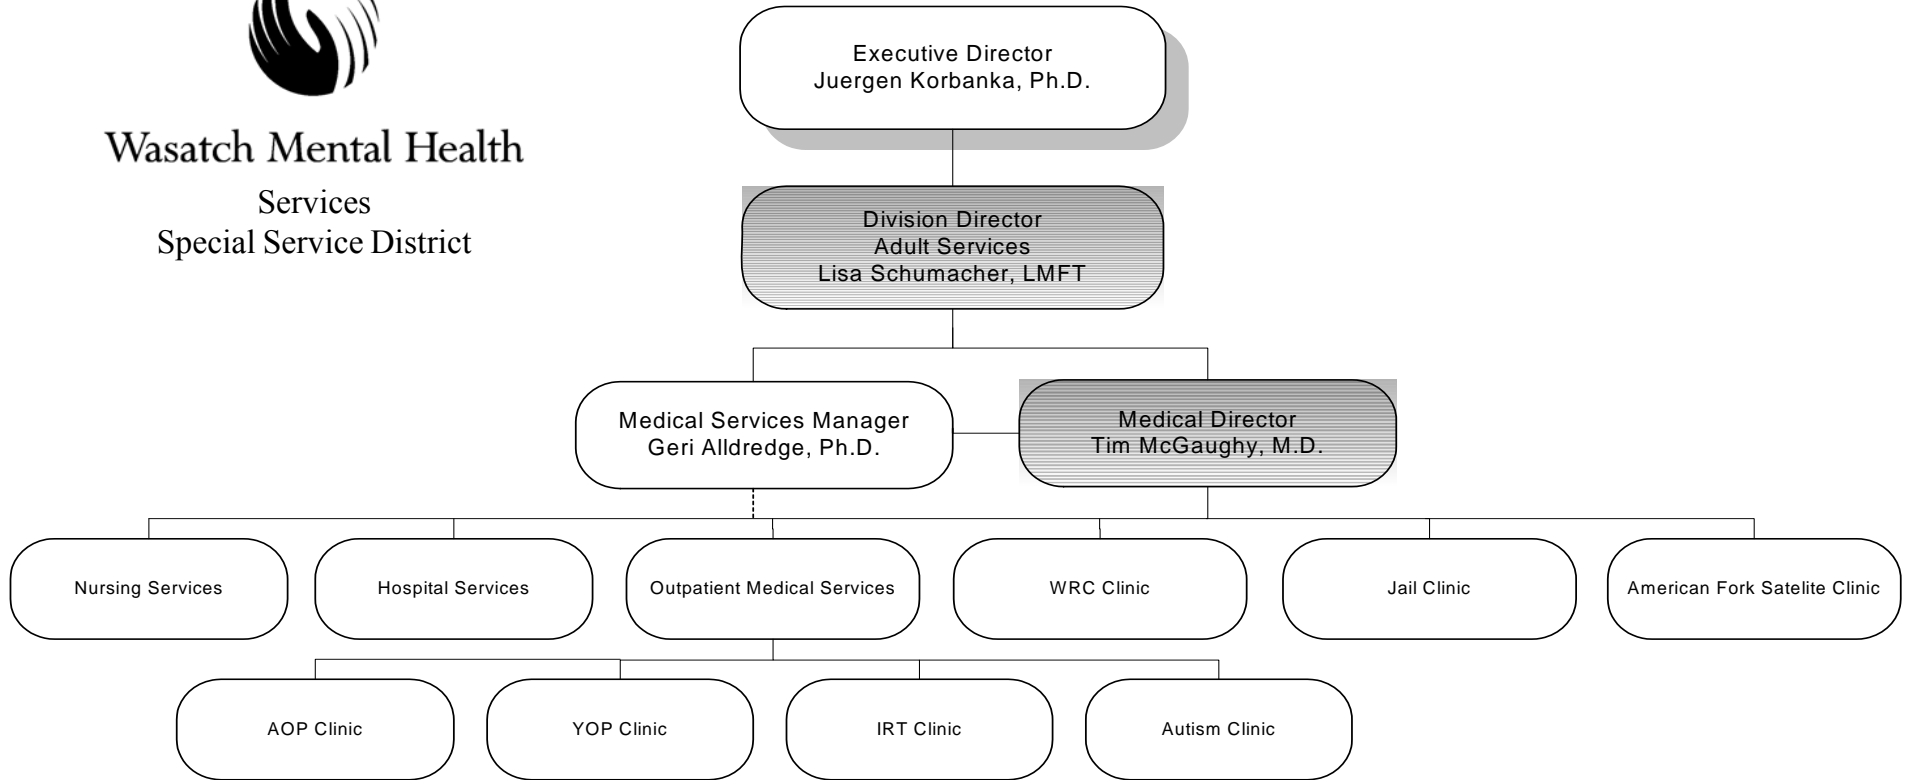 Wasatch Mental Health
Services
Special Service District
Executive Director
Juergen Korbanka, Ph.D.
Division Director
Adult Services
Lisa Schumacher, LMFT
Medical Services Manager
Geri Alldredge, Ph.D.
Medical Director
Tim McGaughy, M.D.
Nursing Services
Hospital Services
Outpatient Medical Services
WRC Clinic
Jail Clinic
American Fork Satelite Clinic
AOP Clinic
YOP Clinic
IRT Clinic
Autism Clinic